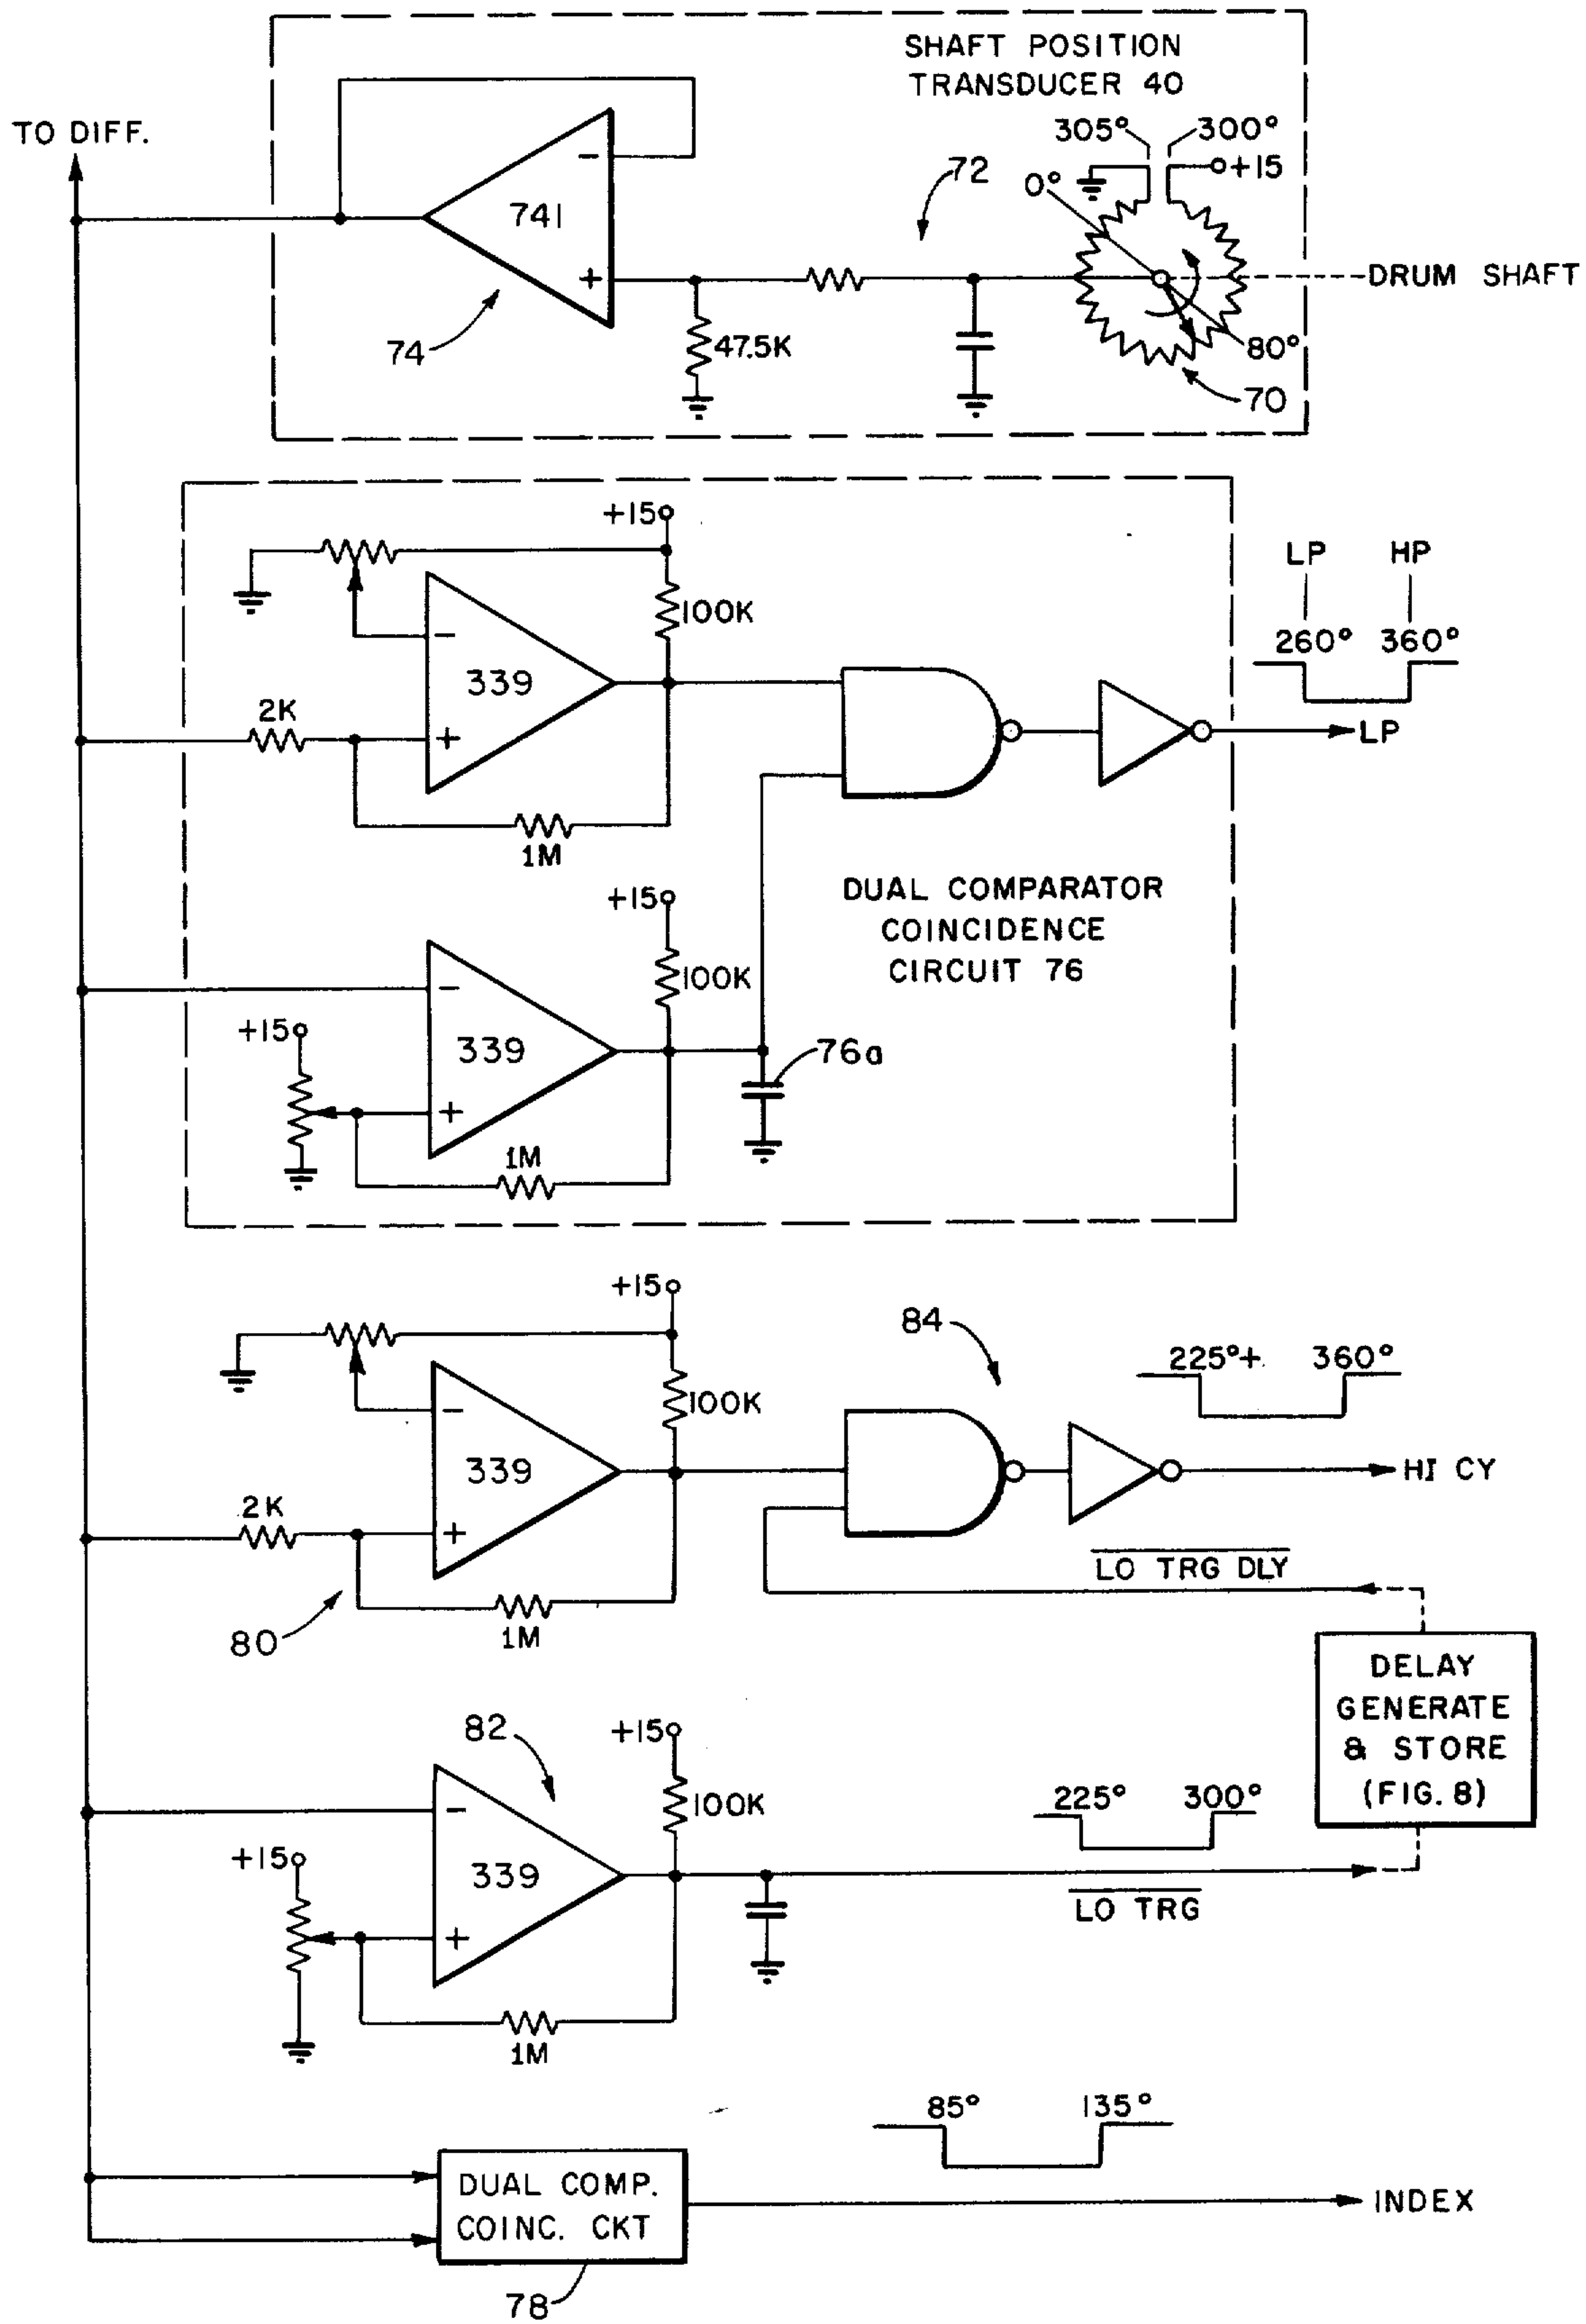 SHAFT POSITION
TRANSDUCER 40
TO DIFF.
305° 300°
+15
72
0°
741
-
+
DRUM SHAFT
74
47.5K
80°
70
+15
LP HP
100K
260° 360°
-
339
2K
+
LP
1M
+15
DUAL COMPARATOR
COINCIDENCE
CIRCUIT 76
100K
-
+15
339
76a
+
1M
+15
84
225°+ 360°
100K
-
339
HI CY
2K
+
LO TRG DLY
80
1M
DELAY
GENERATE
& STORE
(FIG. 8)
82
+15
100K
225° 300°
-
+15
339
LO TRG
+
1M
85° 135°
DUAL COMP.
COINC. CKT
INDEX
78